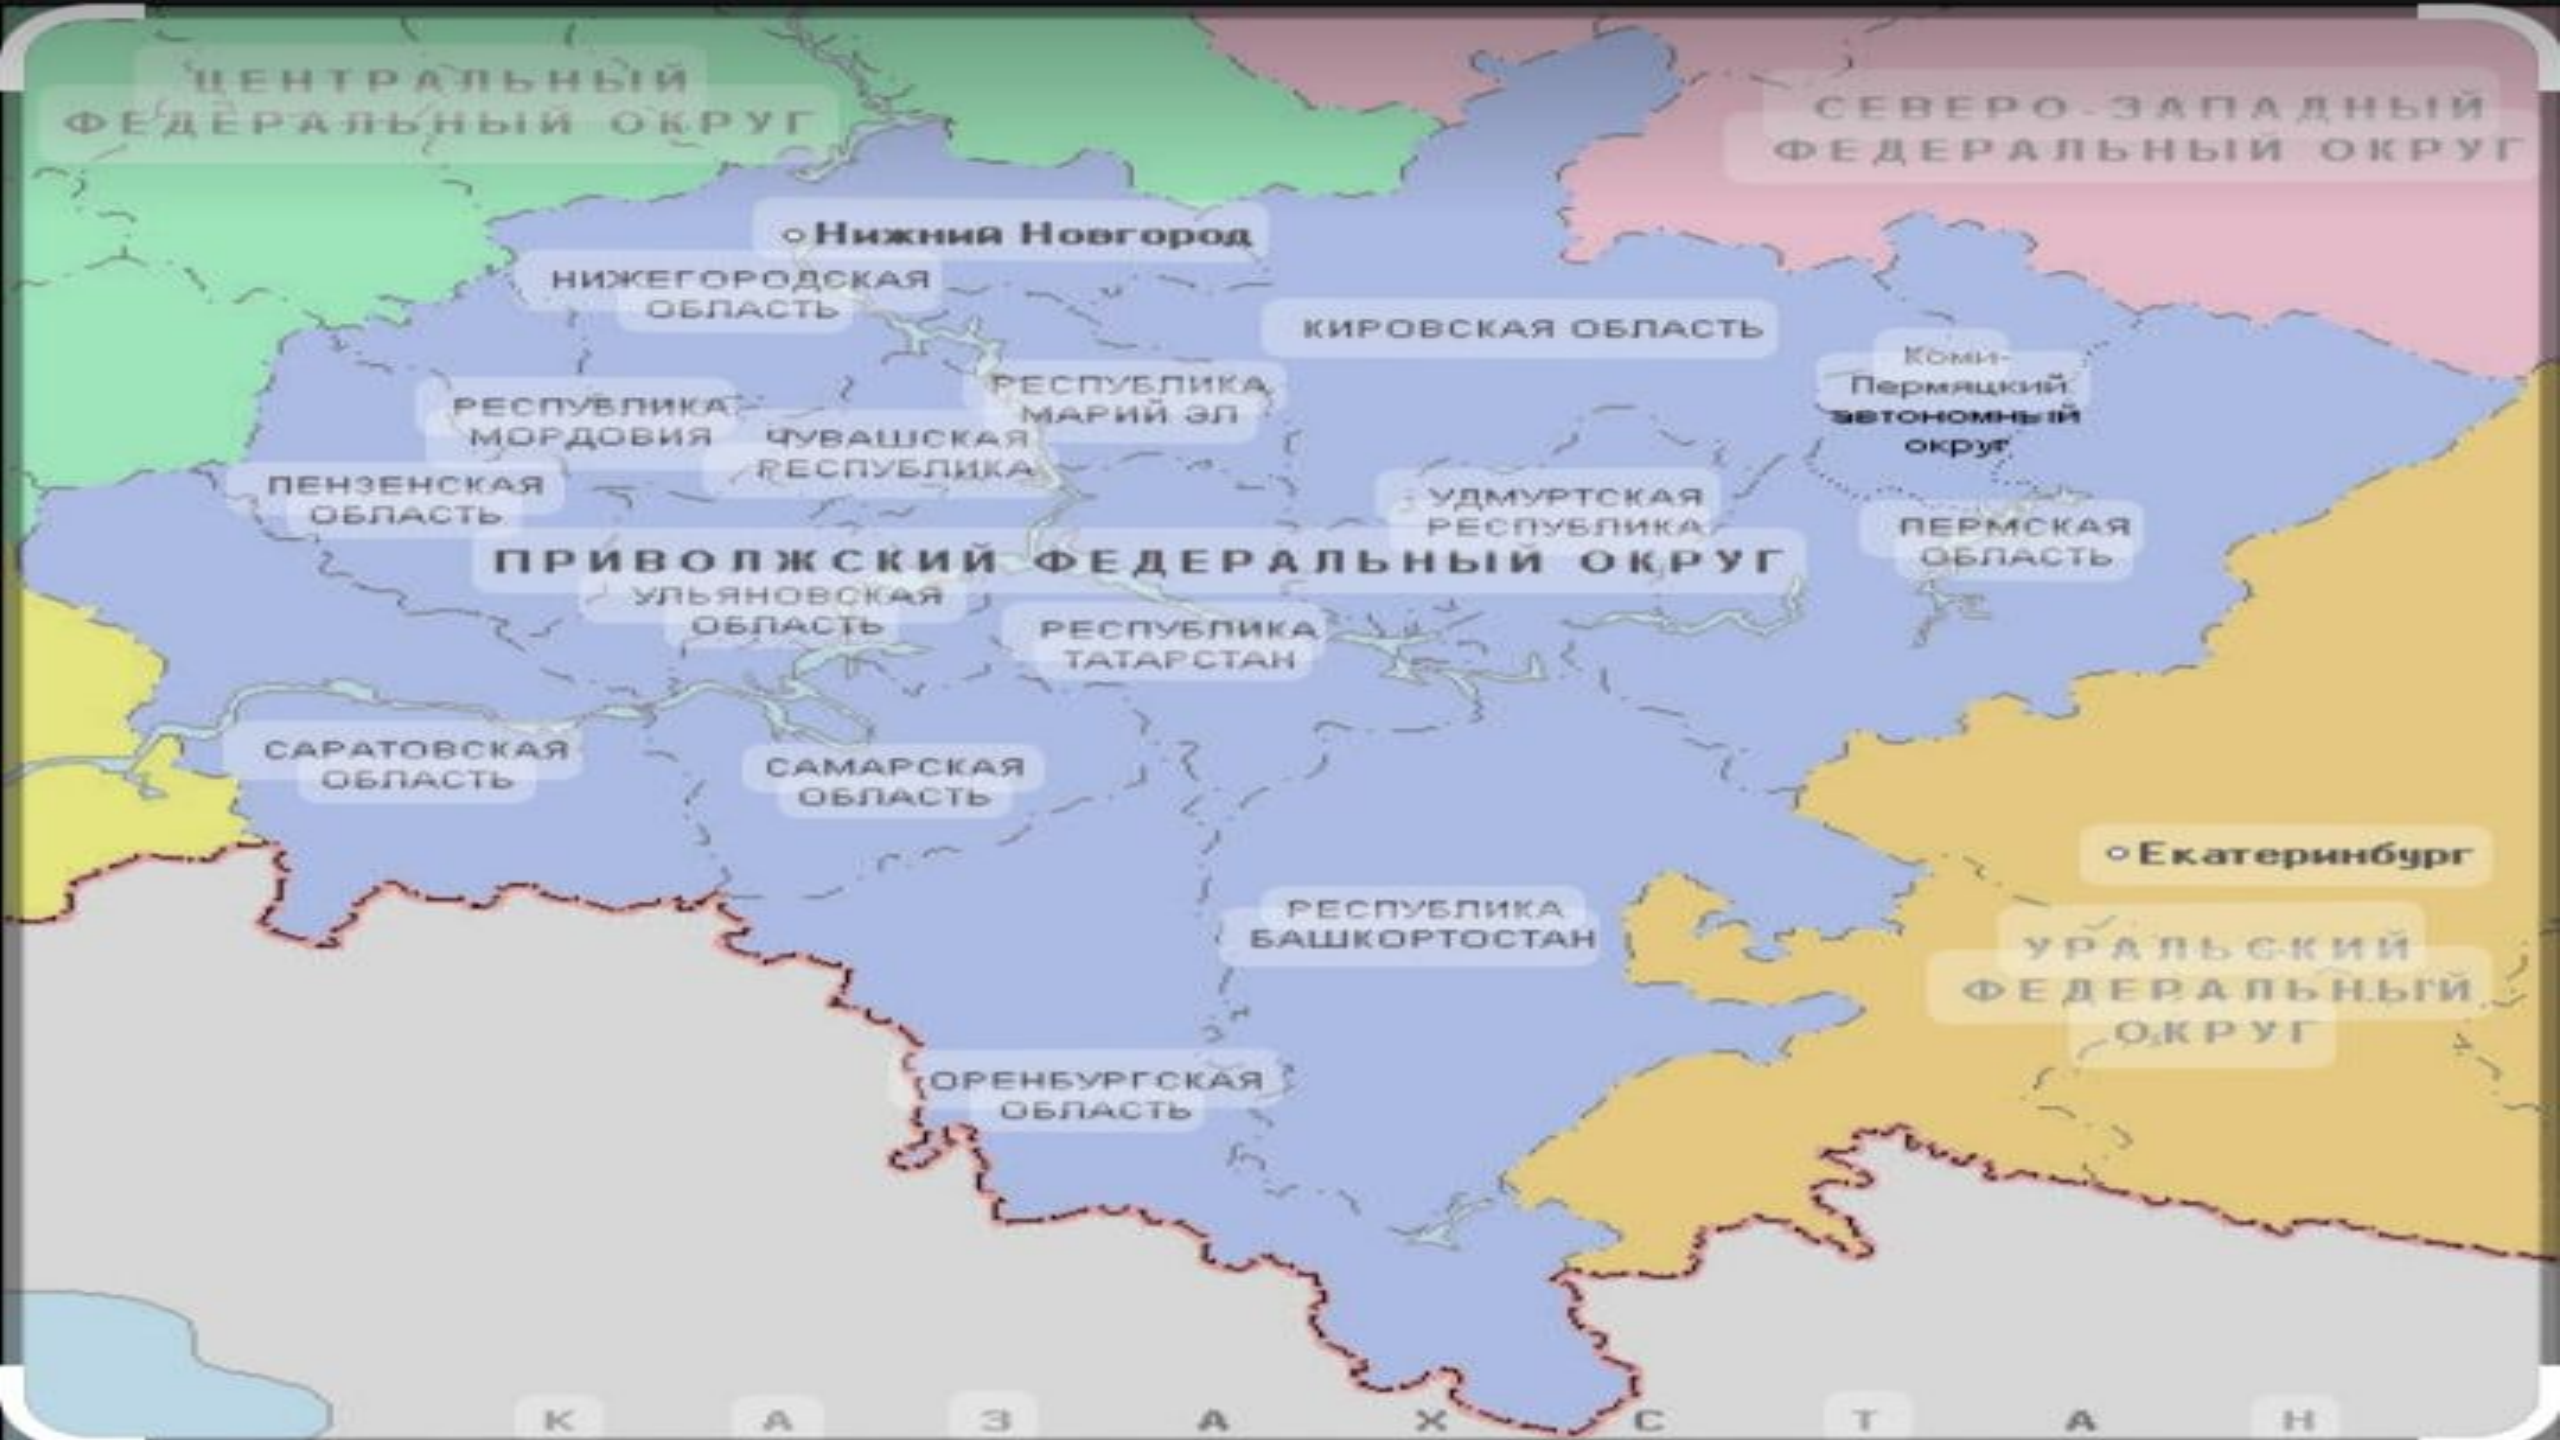 ЦЕНТРАЛЬНЫЙ
ФЕДЕРАЛЬНЫЙ ОКРУГ
СЕВЕРО-ЗАПАДНЫЙ
ФЕДЕРАЛЬНЫЙ ОКРУГ
Нижний Новгород
НИЖЕГОРОДСКАЯ
ОБЛАСТЬ
КИРОВСКАЯ ОБЛАСТЬ
Коми-
Пермяцкий
автономный
округ
РЕСПУБЛИКА
МАРИЙ ЭЛ
РЕСПУБЛИКА
МОРДОВИЯ
ЧУВАШСКАЯ
РЕСПУБЛИКА
ПЕНЗЕНСКАЯ
ОБЛАСТЬ
УДМУРТСКАЯ
РЕСПУБЛИКА
ПЕРМСКАЯ
ОБЛАСТЬ
ПРИВОЛЖСКИЙ ФЕДЕРАЛЬНЫЙ ОКРУГ
УЛЬЯНОВСКАЯ
ОБЛАСТЬ
РЕСПУБЛИКА
ТАТАРСТАН
САРАТОВСКАЯ
ОБЛАСТЬ
САМАРСКАЯ
ОБЛАСТЬ
Екатеринбург
РЕСПУБЛИКА
БАШКОРТОСТАН
УРАЛЬСКИЙ
ФЕДЕРАЛЬНЫЙ
ОКРУГ
ОРЕНБУРГСКАЯ
ОБЛАСТЬ
КАЗАХСТАН